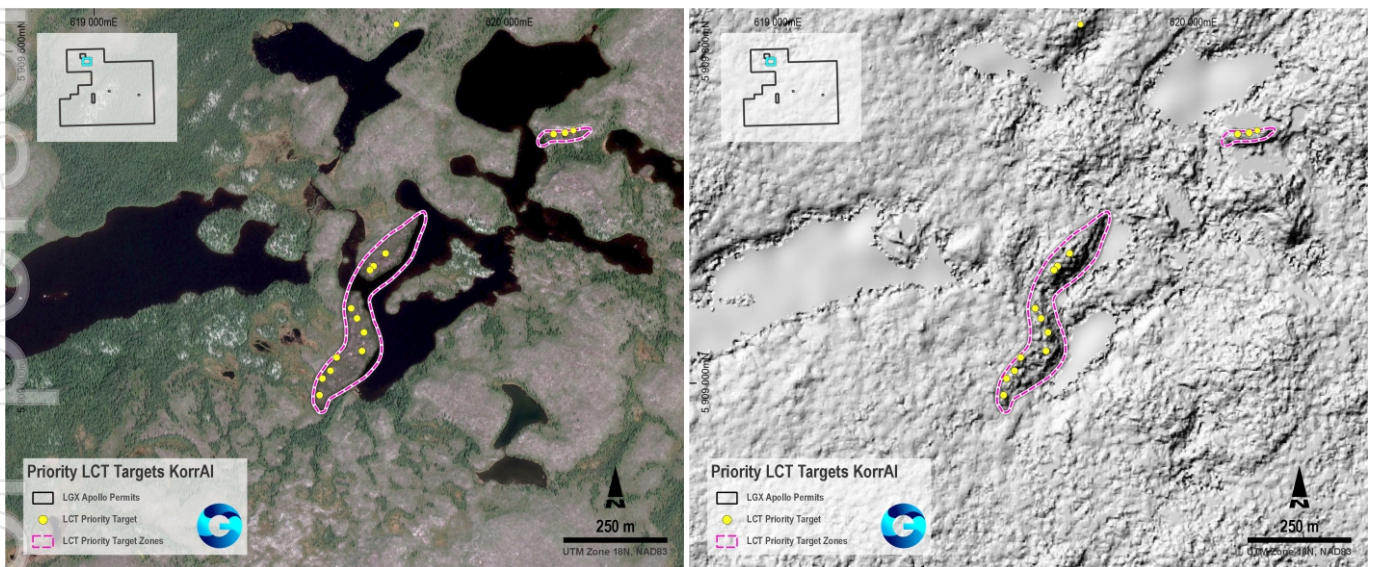 619 000mE
620 000mE
5 909 600mN
Priority LCT Targets KorrAI
LGX Apollo Permits
LCT Priority Target
LCT Priority Target Zones
250 m
UTM Zone 18N, NAD83
619 000mE
620 000mE
5 909 600mN
5 909 000mN
Priority LCT Targets KorrAI
LGX Apollo Permits
LCT Priority Target
LCT Priority Target Zones
250 m
UTM Zone 18N, NAD83